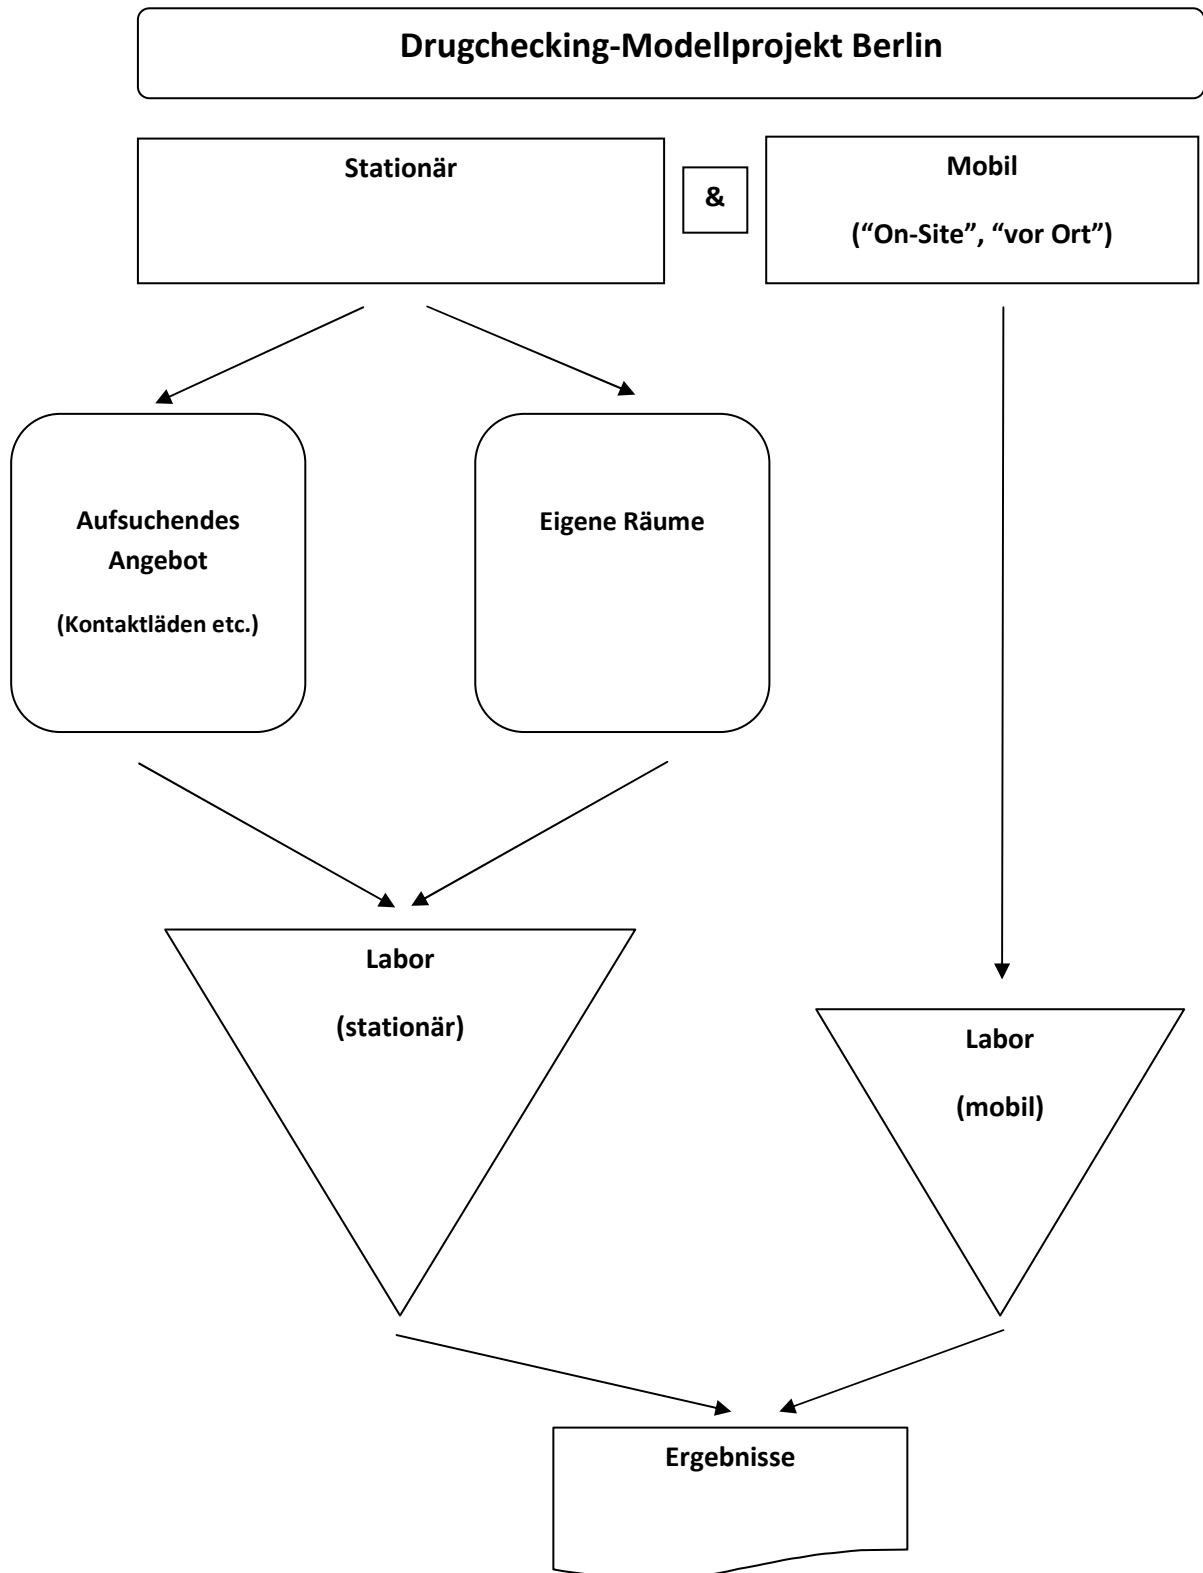 Drugchecking-Modellprojekt Berlin
Stationär
&
Mobil
(“On-Site”, “vor Ort”)
Aufsuchendes
Angebot
(Kontaktläden etc.)
Eigene Räume
Labor
(stationär)
Labor
(mobil)
Ergebnisse